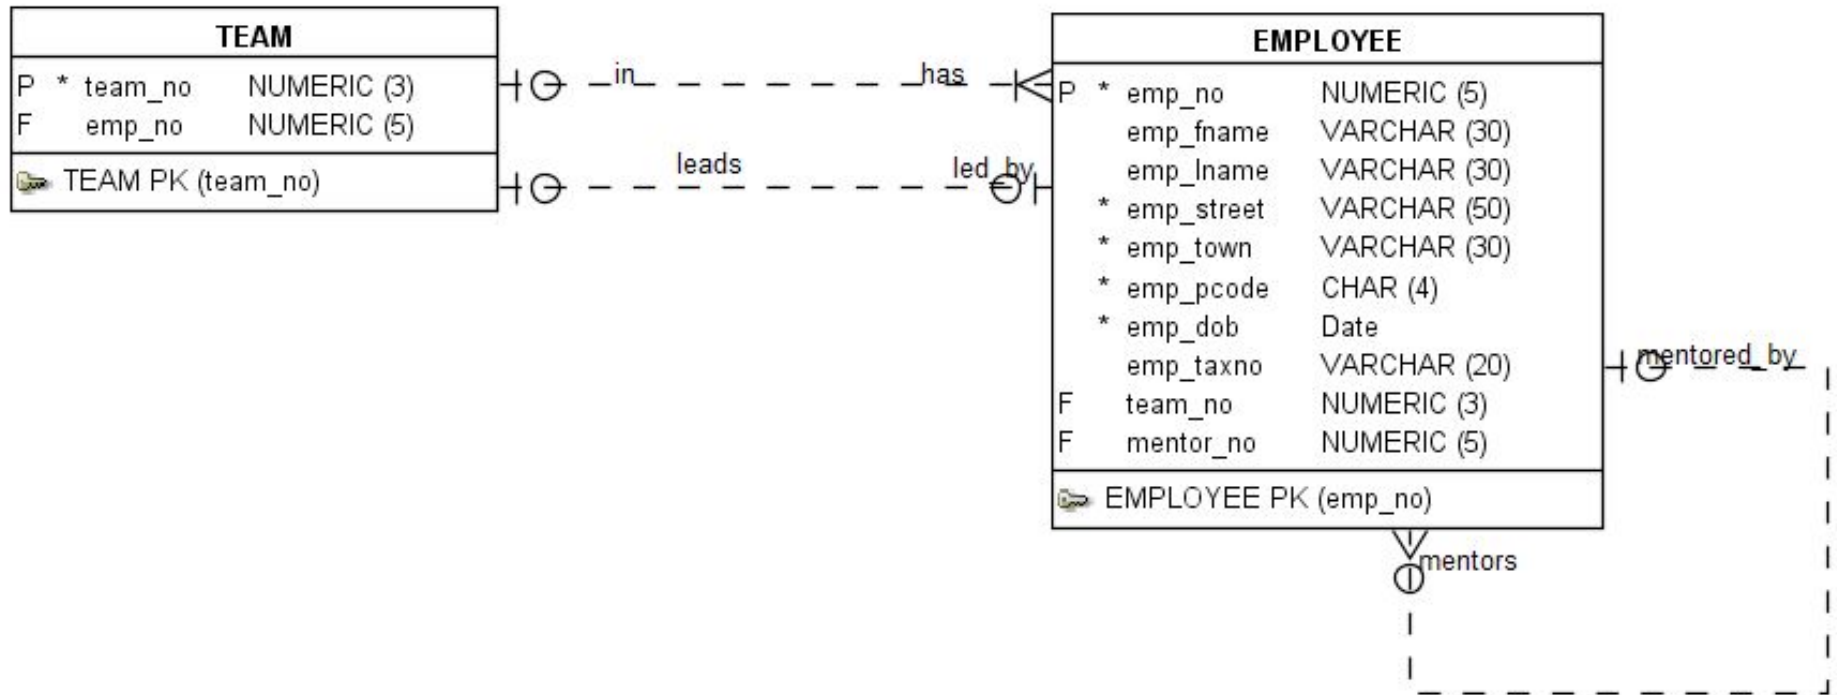 TEAM
P * team_no NUMERIC (3)
F emp_no NUMERIC (5)
TEAM PK (team_no)
in
has
leads
led_by
EMPLOYEE
P * emp_no NUMERIC (5)
emp_fname VARCHAR (30)
emp_lname VARCHAR (30)
* emp_street VARCHAR (50)
* emp_town VARCHAR (30)
* emp_pcode CHAR (4)
* emp_dob Date
emp_taxno VARCHAR (20)
F team_no NUMERIC (3)
F mentor_no NUMERIC (5)
EMPLOYEE PK (emp_no)
mentored_by
mentors